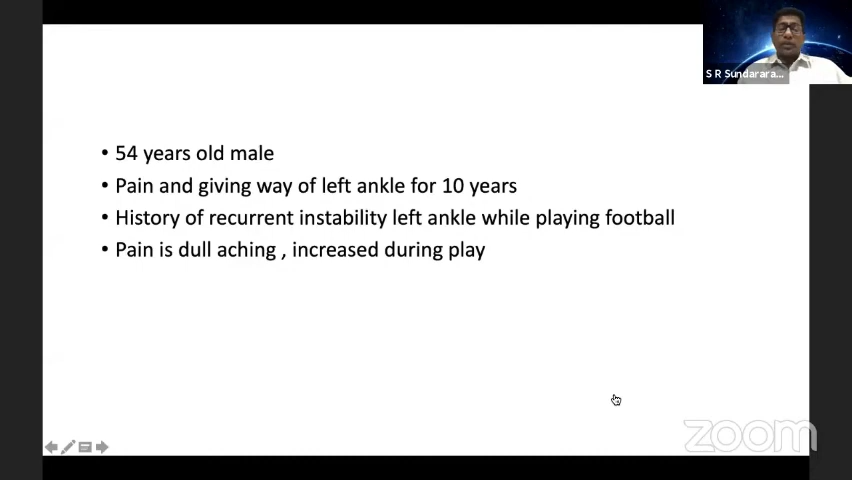 S R Sundarara...
• 54 years old male
• Pain and giving way of left ankle for 10 years
• History of recurrent instability left ankle while playing football
• Pain is dull aching , increased during play
zoom